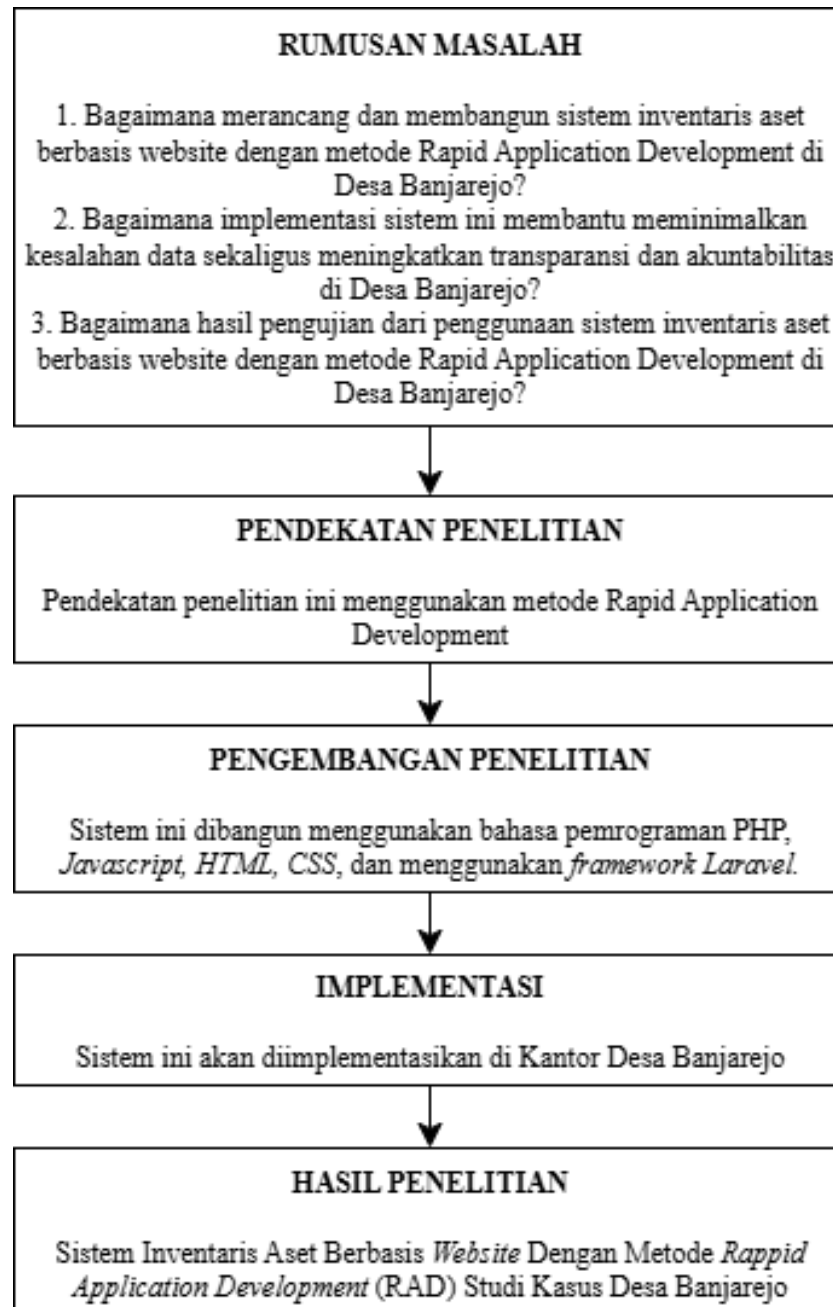 RUMUSAN MASALAH
1. Bagaimana merancang dan membangun sistem inventaris aset
berbasis website dengan metode Rapid Application Development di
Desa Banjarejo?
2. Bagaimana implementasi sistem ini membantu meminimalkan
kesalahan data sekaligus meningkatkan transparansi dan akuntabilitas
di Desa Banjarejo?
3. Bagaimana hasil pengujian dari penggunaan sistem inventaris aset
berbasis website dengan metode Rapid Application Development di
Desa Banjarejo?
PENDEKATAN PENELITIAN
Pendekatan penelitian ini menggunakan metode Rapid Application
Development
PENGEMBANGAN PENELITIAN
Sistem ini dibangun menggunakan bahasa pemrograman PHP,
Javascript, HTML, CSS, dan menggunakan framework Laravel.
IMPLEMENTASI
Sistem ini akan diimplementasikan di Kantor Desa Banjarejo
HASIL PENELITIAN
Sistem Inventaris Aset Berbasis Website Dengan Metode Rappid
Application Development (RAD) Studi Kasus Desa Banjarejo